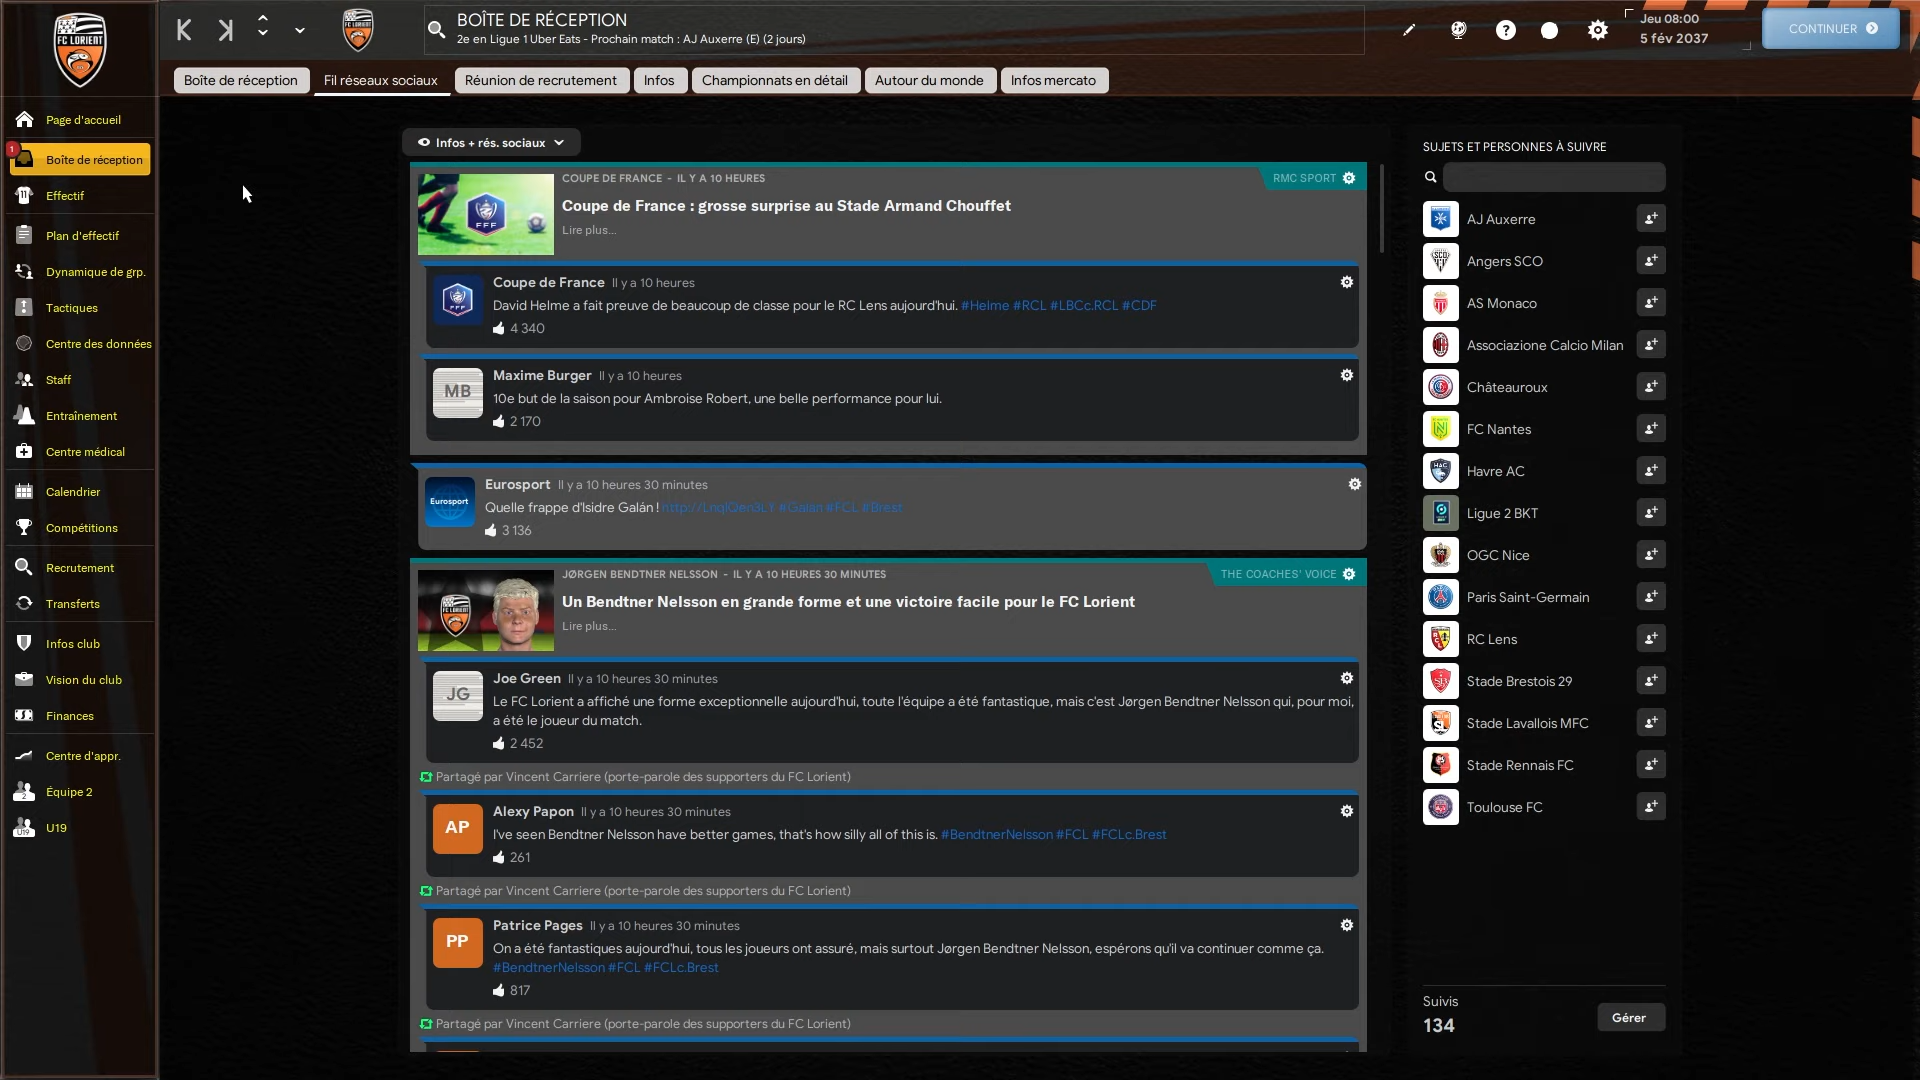 BOÎTE DE RÉCEPTION
2e en Ligue 1 Uber Eats - Prochain match : AJ Auxerre (E) (2 jours)
Jeu 08:00
5 fév 2037
CONTINUER
FC LORIENT
Boîte de réception
Fil réseaux sociaux
Réunion de recrutement
Infos
Championnats en détail
Autour du monde
Infos mercato
Page d'accueil
1
Boîte de réception
Effectif
Plan d'effectif
Dynamique de grp.
Tactiques
Centre des données
Staff
Entraînement
Centre médical
Calendrier
Compétitions
Recrutement
Transferts
Infos club
Vision du club
Finances
Centre d'appr.
Équipe 2
U19
Infos + rés. sociaux
COUPE DE FRANCE - IL Y A 10 HEURES
RMC SPORT
Coupe de France : grosse surprise au Stade Armand Chouffet
Lire plus...
FFF
Coupe de France Il y a 10 heures
David Helme a fait preuve de beaucoup de classe pour le RC Lens aujourd'hui. #Helme #RCL #LBCc.RCL #CDF
4 340
MB
Maxime Burger Il y a 10 heures
10e but de la saison pour Ambroise Robert, une belle performance pour lui.
2 170
Eurosport
Eurosport Il y a 10 heures 30 minutes
Quelle frappe d'Isidre Galán ! #Galan #FCL #Brest
3 136
JØRGEN BENDTNER NELSSON - IL Y A 10 HEURES 30 MINUTES
THE COACHES' VOICE
Un Bendtner Nelsson en grande forme et une victoire facile pour le FC Lorient
Lire plus...
JG
Joe Green Il y a 10 heures 30 minutes
Le FC Lorient a affiché une forme exceptionnelle aujourd'hui, toute l'équipe a été fantastique, mais c'est Jørgen Bendtner Nelsson qui, pour moi,
a été le joueur du match.
2 452
Partagé par Vincent Carriere (porte-parole des supporters du FC Lorient)
AP
Alexy Papon Il y a 10 heures 30 minutes
I've seen Bendtner Nelsson have better games, that's how silly all of this is. #BendtnerNelsson #FCL #FCLc.Brest
261
Partagé par Vincent Carriere (porte-parole des supporters du FC Lorient)
PP
Patrice Pages Il y a 10 heures 30 minutes
On a été fantastiques aujourd'hui, tous les joueurs ont assuré, mais surtout Jørgen Bendtner Nelsson, espérons qu'il va continuer comme ça.
#BendtnerNelsson #FCL #FCLc.Brest
817
Partagé par Vincent Carriere (porte-parole des supporters du FC Lorient)
SUJETS ET PERSONNES À SUIVRE
AJ Auxerre
Angers SCO
AS Monaco
Associazione Calcio Milan
Châteauroux
FC Nantes
Havre AC
Ligue 2 BKT
OGC Nice
Paris Saint-Germain
RC Lens
Stade Brestois 29
Stade Lavallois MFC
Stade Rennais FC
Toulouse FC
Suivis
134
Gérer